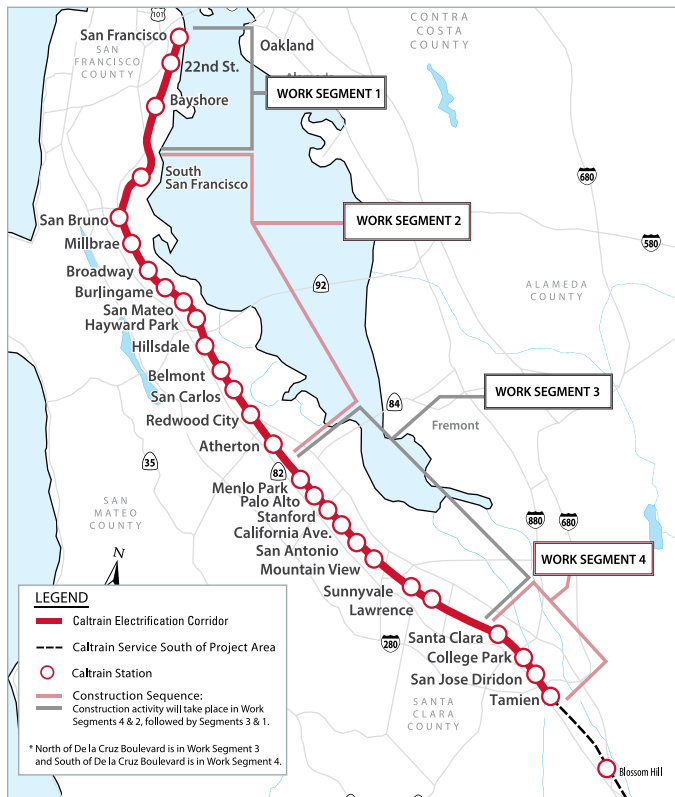 101
San Francisco
SAN
FRANCISCO
COUNTY
22nd St.
Bayshore
Oakland
CONTRA
COSTA
COUNTY
WORK SEGMENT 1
South
San Francisco
680
WORK SEGMENT 2
San Bruno
580
Millbrae
Broadway
92
ALAMEDA
COUNTY
Burlingame
San Mateo
Hayward Park
Hillsdale
Belmont
San Carlos
WORK SEGMENT 3
84
Redwood City
Fremont
Atherton
35
82
SAN
MATEO
COUNTY
Menlo Park
Palo Alto
Stanford
California Ave.
San Antonio
Mountain View
880
680
WORK SEGMENT 4
N
Sunnyvale
Lawrence
280
Santa Clara
College Park
San Jose Diridon
Tamien
SANTA
CLARA
COUNTY
Blossom Hill
LEGEND
Caltrain Electrification Corridor
Caltrain Service South of Project Area
Caltrain Station
Construction Sequence:
Construction activity will take place in Work
Segments 4 & 2, followed by Segments 3 & 1.
* North of De la Cruz Boulevard is in Work Segment 3
and South of De la Cruz Boulevard is in Work Segment 4.